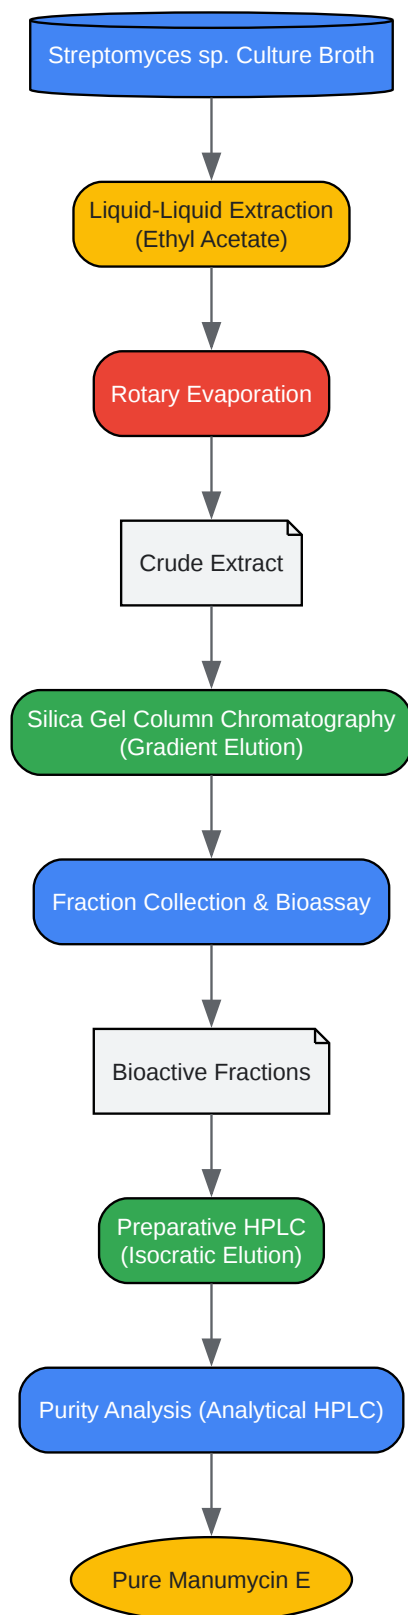 Streptomyces sp. Culture Broth
Liquid-Liquid Extraction
(Ethyl Acetate)
Rotary Evaporation
Crude Extract
Silica Gel Column Chromatography
(Gradient Elution)
Fraction Collection & Bioassay
Bioactive Fractions
Preparative HPLC
(Isocratic Elution)
Purity Analysis (Analytical HPLC)
Pure Manumycin E